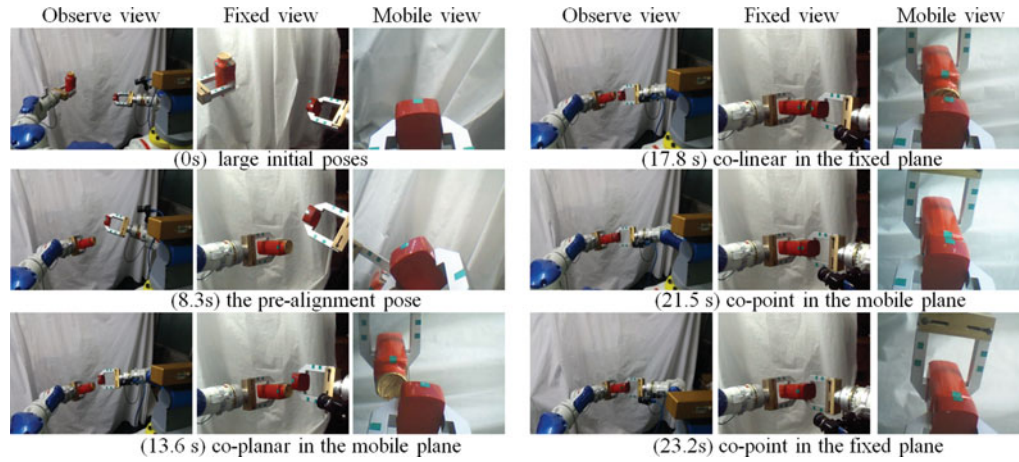 Observe view Fixed view Mobile view
(0s) large initial poses
(8.3s) the pre-alignment pose
(13.6 s) co-planar in the mobile plane
Observe view Fixed view Mobile view
(17.8 s) co-linear in the fixed plane
(21.5 s) co-point in the mobile plane
(23.2s) co-point in the fixed plane